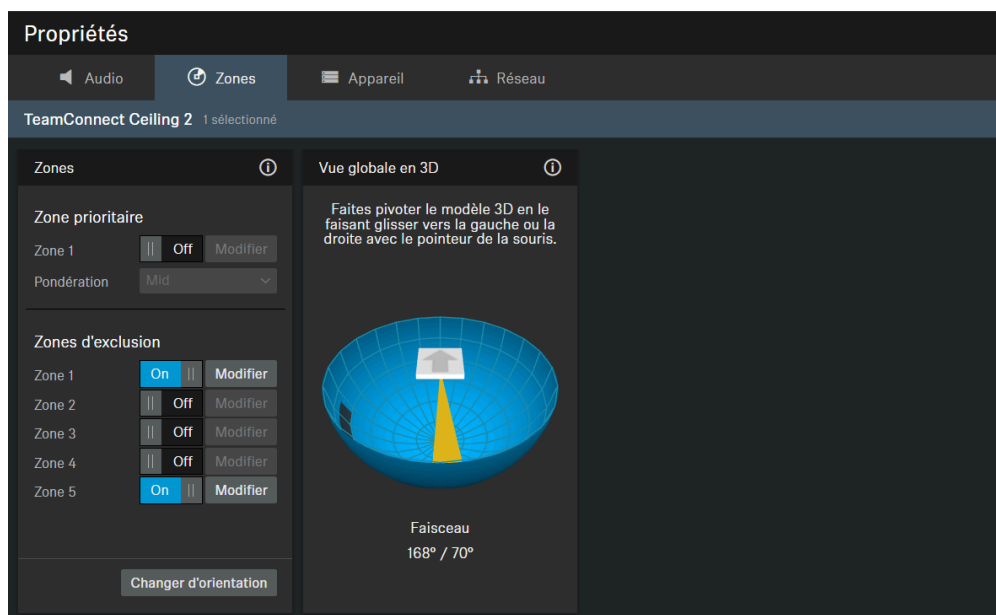 Propriétés
Audio
Zones
Appareil
Réseau
TeamConnect Ceiling 2 1 sélectionné
Zones
Zone prioritaire
Zone 1 Off Modifier
Pondération Mid
Zones d'exclusion
Zone 1 On Modifier
Zone 2 Off Modifier
Zone 3 Off Modifier
Zone 4 Off Modifier
Zone 5 On Modifier
Changer d'orientation
Vue globale en 3D
Faites pivoter le modèle 3D en le
faisant glisser vers la gauche ou la
droite avec le pointeur de la souris.
Faisceau
168º / 70º